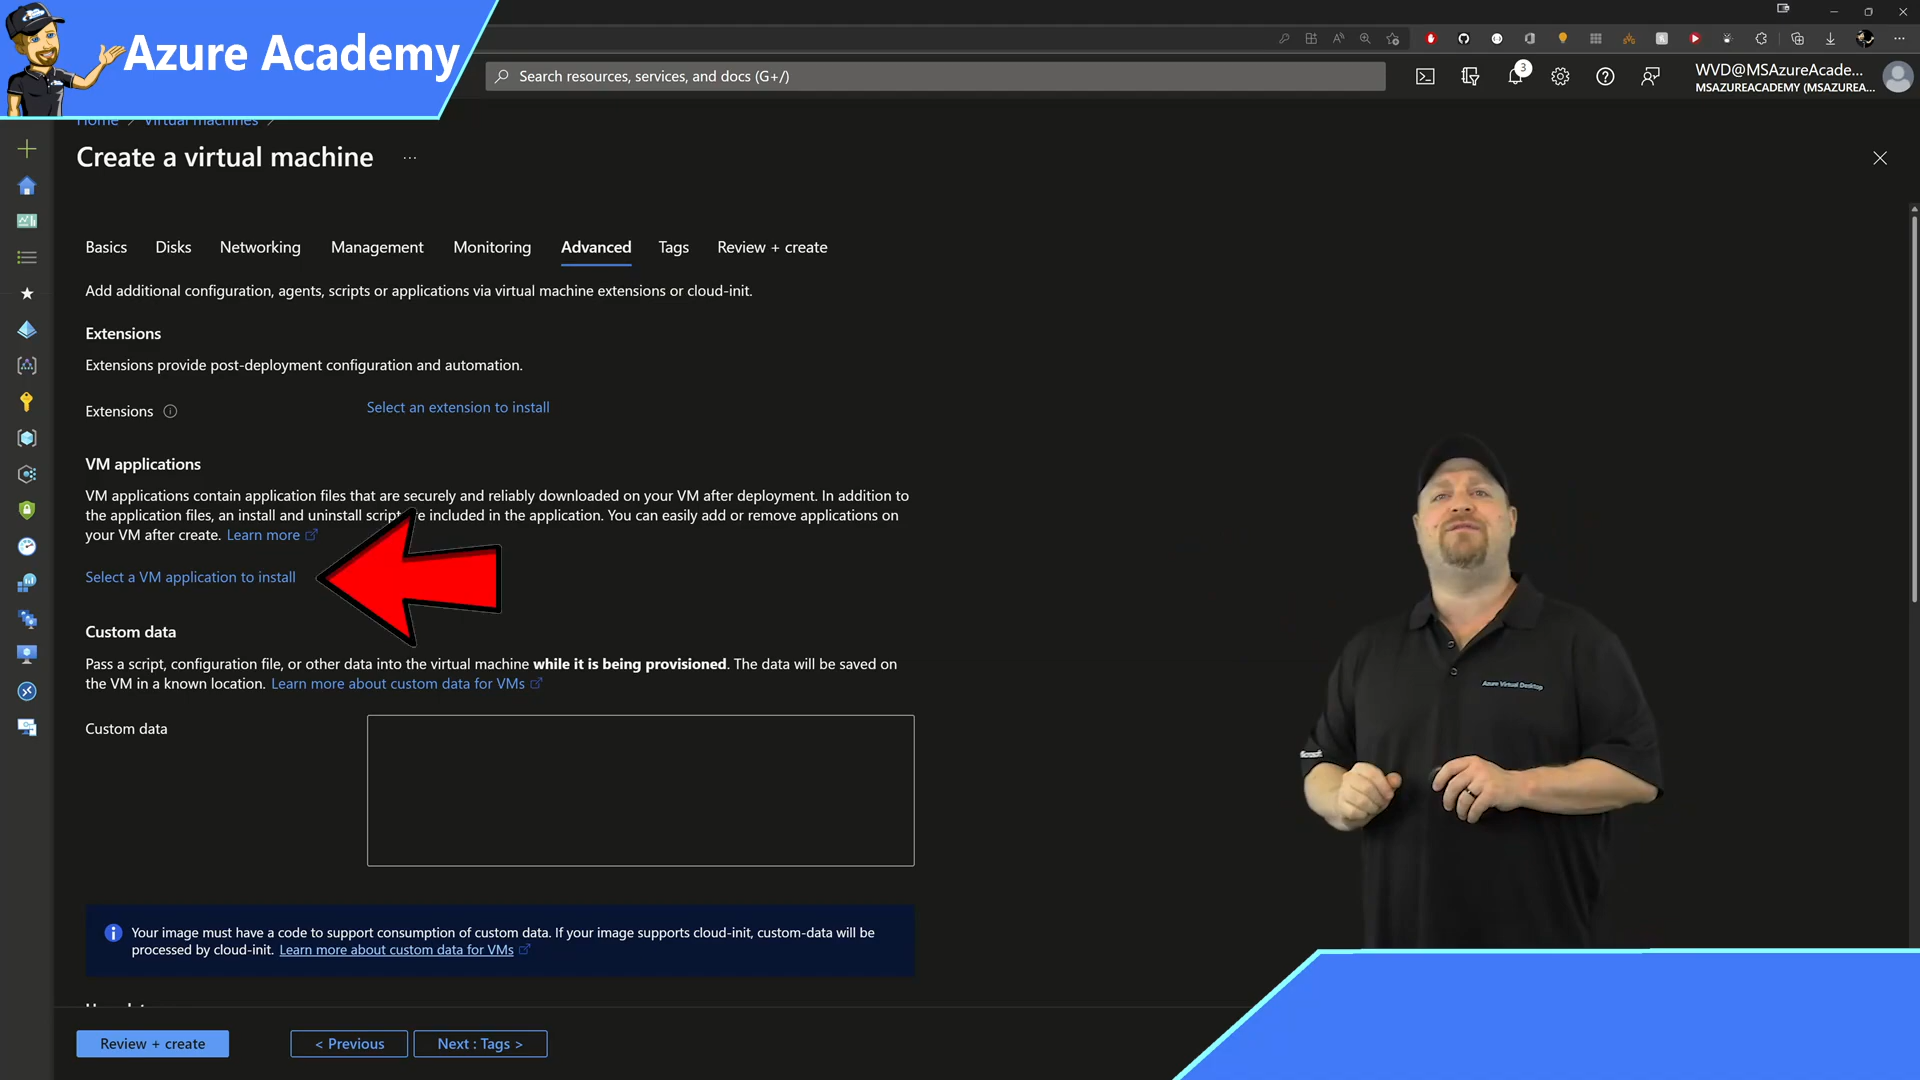 Azure Academy
Search resources, services, and docs (G+/)
3
WVD@MSAzureAcade...
MSAZUREACADEMY (MSAZUREA...
Home / Virtual machines /
Create a virtual machine ...
Basics Disks Networking Management Monitoring Advanced Tags Review + create
Add additional configuration, agents, scripts or applications via virtual machine extensions or cloud-init.
Extensions
Extensions provide post-deployment configuration and automation.
Extensions Select an extension to install
VM applications
VM applications contain application files that are securely and reliably downloaded on your VM after deployment. In addition to
the application files, an install and uninstall script are included in the application. You can easily add or remove applications on
your VM after create. Learn more
Select a VM application to install
Custom data
Pass a script, configuration file, or other data into the virtual machine while it is being provisioned. The data will be saved on
the VM in a known location. Learn more about custom data for VMs
Custom data
Your image must have a code to support consumption of custom data. If your image supports cloud-init, custom-data will be
processed by cloud-init. Learn more about custom data for VMs
Azure Virtual Desktop
Microsoft
Review + create < Previous Next : Tags >